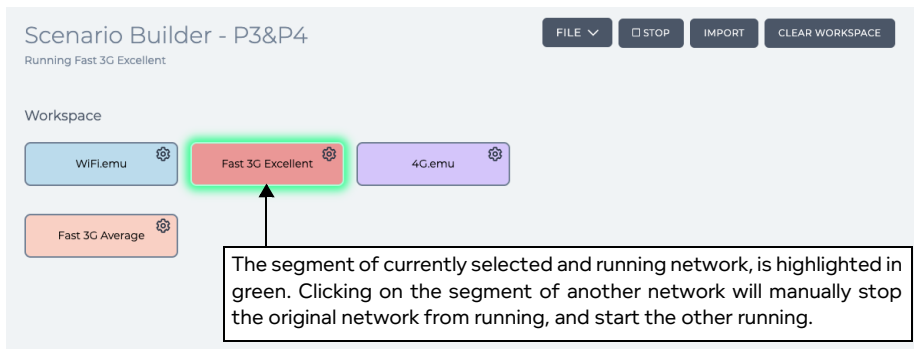 Scenario Builder - P3&P4
FILE
STOP
IMPORT
CLEAR WORKSPACE
Running Fast 3G Excellent
Workspace
WiFi.emu
Fast 3G Excellent
4G.emu
Fast 3G Average
The segment of currently selected and running network, is highlighted in
green. Clicking on the segment of another network will manually stop
the original network from running, and start the other running.